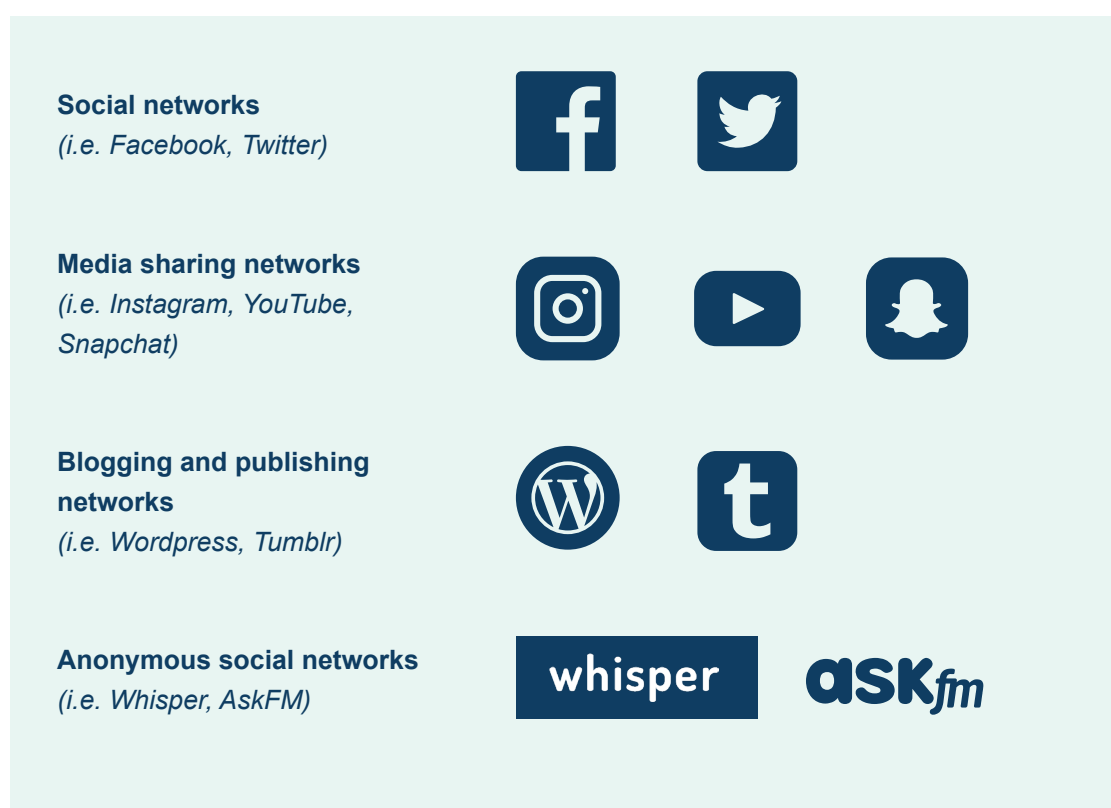 Social networks
(i.e. Facebook, Twitter)
Media sharing networks
(i.e. Instagram, YouTube,
Snapchat)
Blogging and publishing
networks
(i.e. Wordpress, Tumblr)
Anonymous social networks
(i.e. Whisper, AskFM)
whisper
askfm